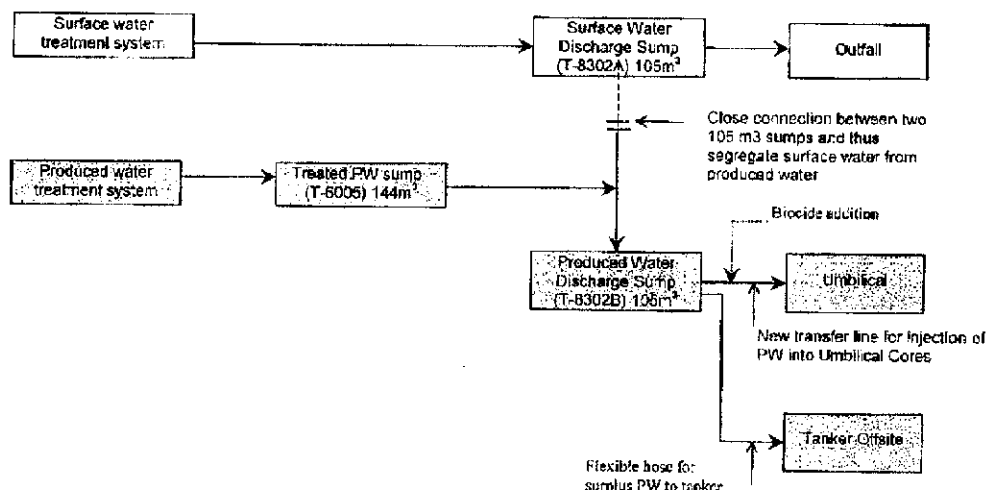 Surface water
treatment system
Surface Water
Discharge Sump
(T-8302A) 105m³
Outfall
Close connection between two
105 m3 sumps and thus
segregate surface water from
produced water
Produced water
treatment system
Treated PW sump
(T-6005) 144m³
Biocide addition
Produced Water
Discharge Sump
(T-8302B) 105m³
Umbilical
New transfer line for Injection of
PW into Umbilical Cores
Tanker Offsite
Flexible hose for
surplus PW to tanker